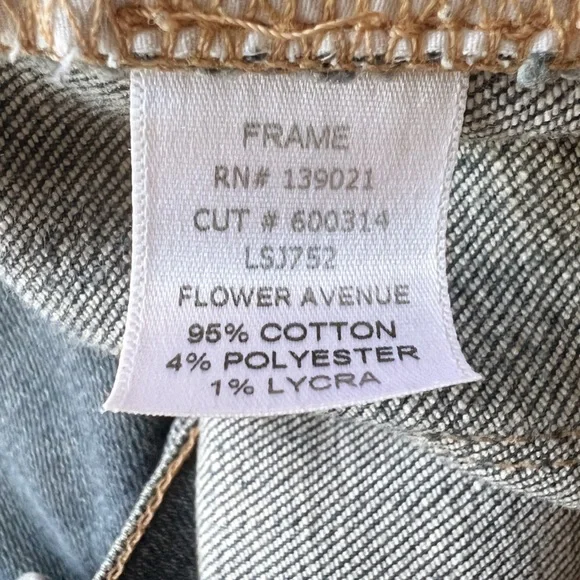 FRAME
RN# 139021
CUT # 600314
LSJ752
FLOWER AVENUE
95% COTTON
4% POLYESTER
1% LYCRA